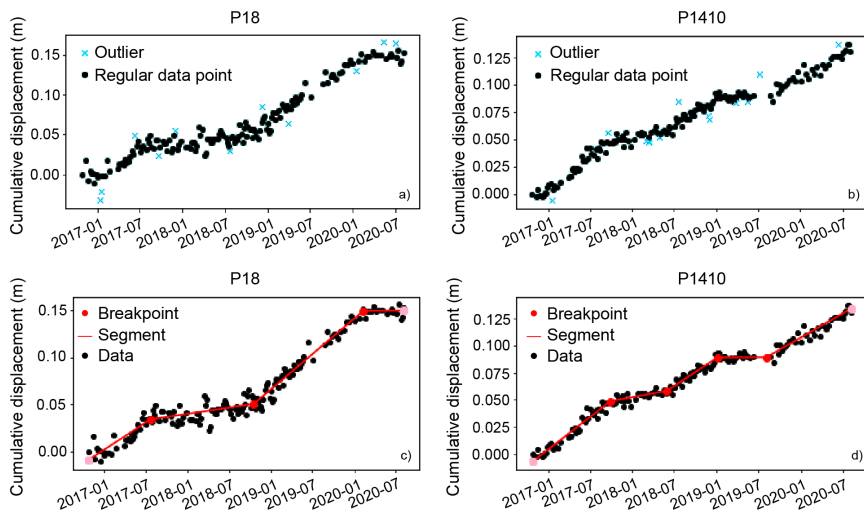 P18
Cumulative displacement (m)
0.15
0.10
0.05
0.00
× Outlier
Regular data point
a)
2017-01
2017-07
2018-01
2018-07
2019-01
2019-07
2020-01
2020-07
P1410
Cumulative displacement (m)
0.125
0.100
0.075
0.050
0.025
0.000
× Outlier
Regular data point
b)
2017-01
2017-07
2018-01
2018-07
2019-01
2019-07
2020-01
2020-07
P18
Cumulative displacement (m)
0.15
0.10
0.05
0.00
Breakpoint
Segment
Data
c)
2017-01
2017-07
2018-01
2018-07
2019-01
2019-07
2020-01
2020-07
P1410
Cumulative displacement (m)
0.125
0.100
0.075
0.050
0.025
0.000
Breakpoint
Segment
Data
d)
2017-01
2017-07
2018-01
2018-07
2019-01
2019-07
2020-01
2020-07